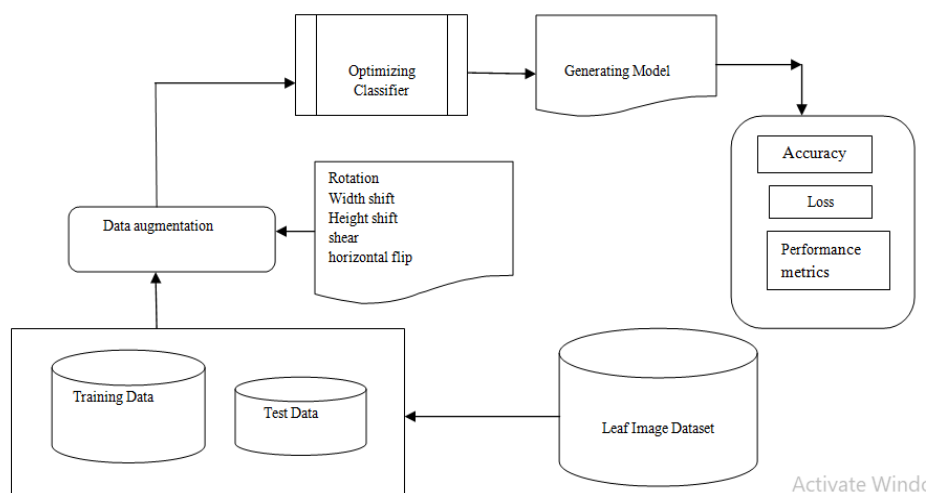 Optimizing
Classifier
Generating Model
Accuracy
Loss
Performance
metrics
Rotation
Width shift
Height shift
shear
horizontal flip
Data augmentation
Training Data
Test Data
Leaf Image Dataset
Activate